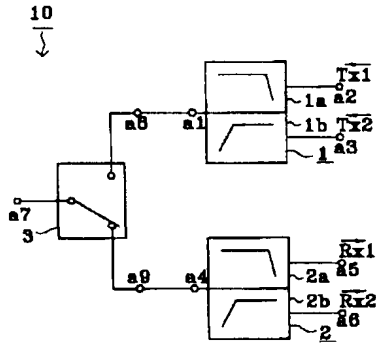 10
Tx1
1a a2
1b Tx2
a8 a1 a3
1
a7
3
Rx1
a9 a4 a5
2a
2b Rx2
a6
2